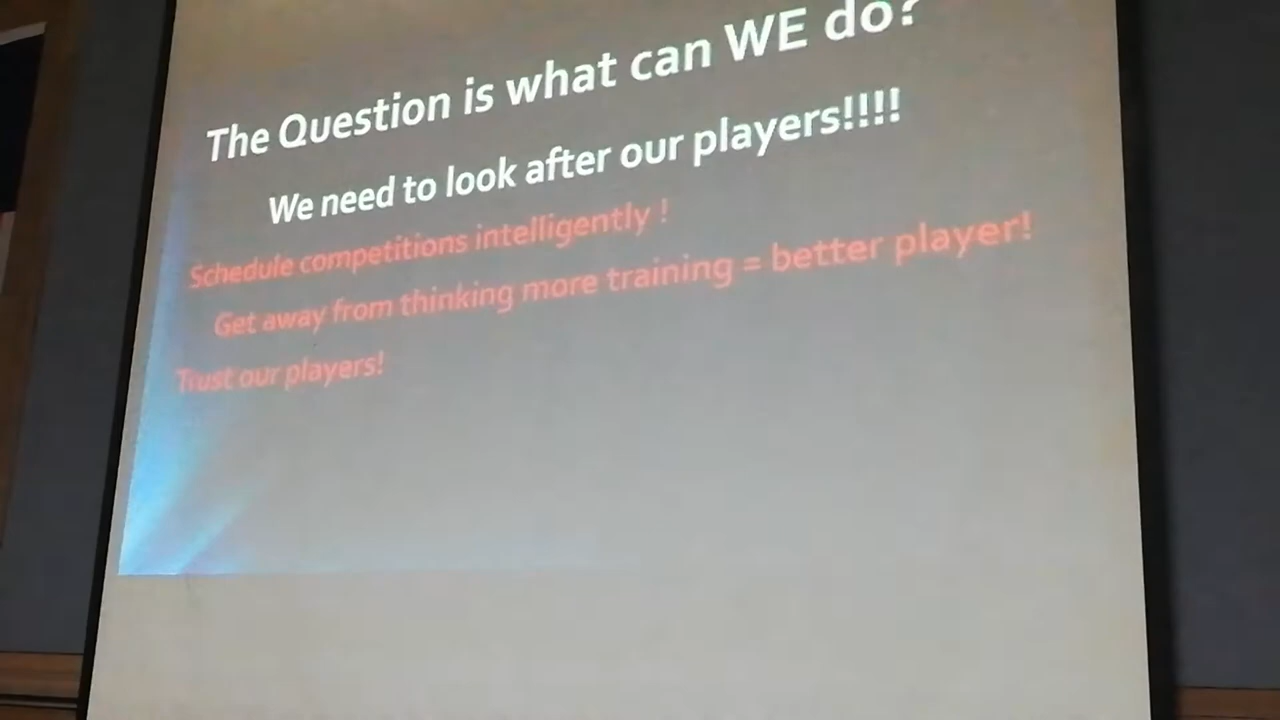 The Question is what can WE do?
We need to look after our players!!!!
Schedule competitions intelligently !
Get away from thinking more training = better player!
Trust our players!